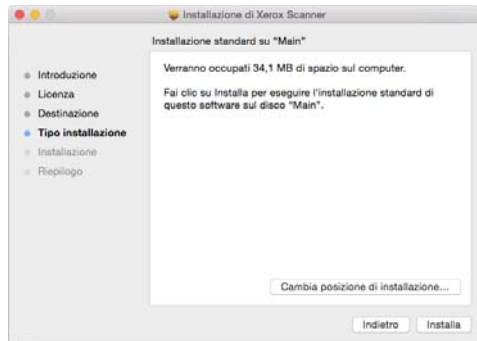 Installazione di Xerox Scanner
Installazione standard su "Main"
Introduzione
Licenza
Destinazione
Tipo installazione
Installazione
Riepilogo
Verranno occupati 34,1 MB di spazio sul computer.
Fai clic su Installa per eseguire l'installazione standard di
questo software sul disco "Main".
Cambia posizione di installazione...
Indietro
Installa